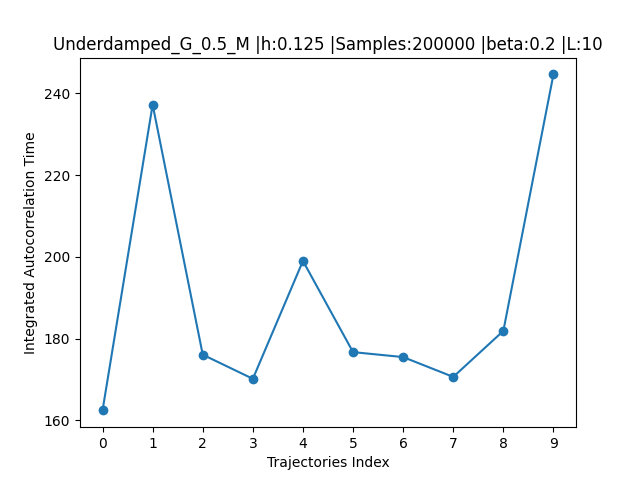 Underdamped_G_0.5_M |h:0.125 |Samples:200000 |beta:0.2 |L:10
240
220
200
180
160
Integrated Autocorrelation Time
0 1 2 3 4 5 6 7 8 9
Trajectories Index